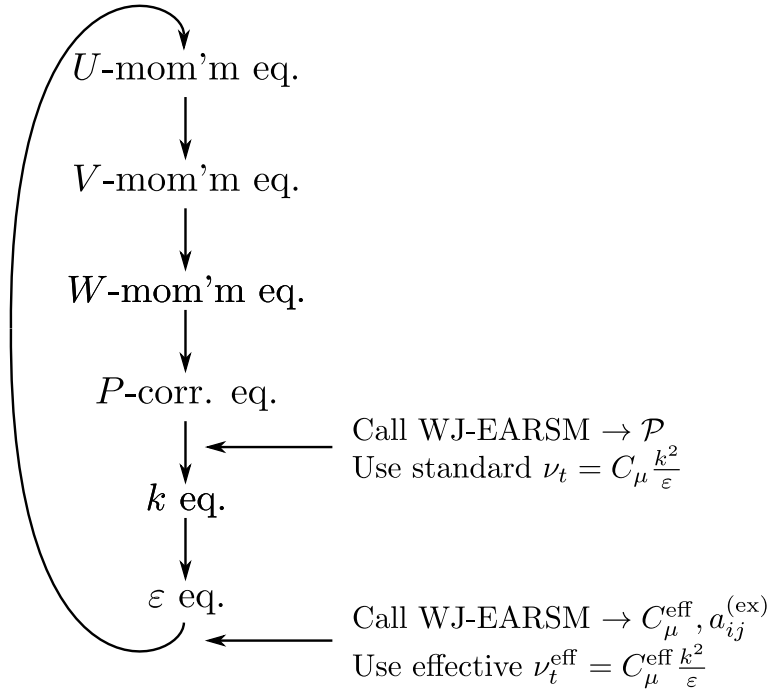 U-mom'm eq.
V-mom'm eq.
W-mom'm eq.
P-corr. eq.
Call WJ-EARSM → 𝒫
Use standard ν_t = C_μ k²/ε
k eq.
ε eq.
Call WJ-EARSM → C_μ^eff, a_ij^(ex)
Use effective ν_t^eff = C_μ^eff k²/ε